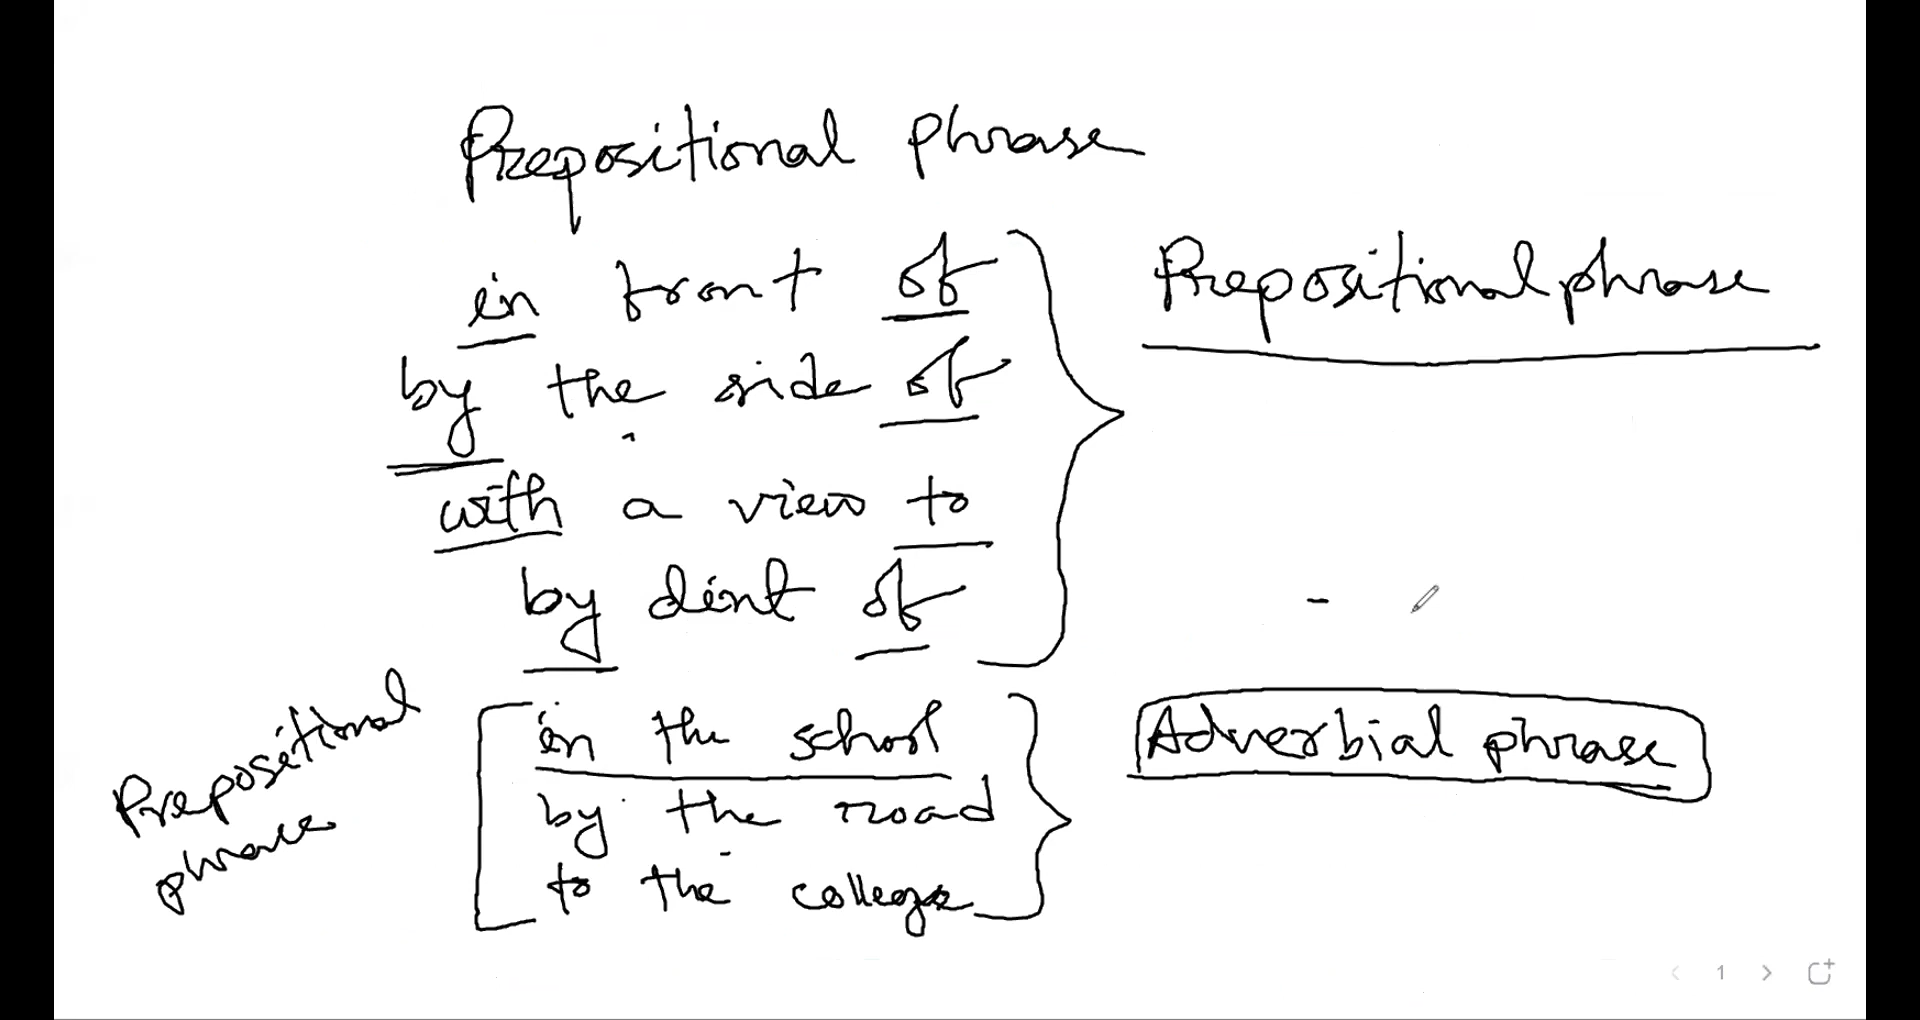 Prepositional phrase
in front of
Prepositional phrase
by the side of
with a view to
by dint of
Prepositional
phrase
in the school
Adverbial phrase
by the road
to the college
1